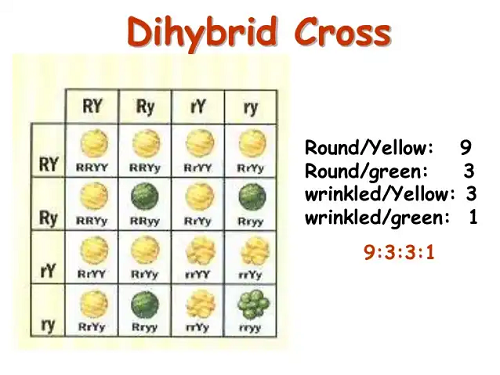 Dihybrid Cross
RY Ry rY ry
RY RRYY RRYy RrYY RrYy
Ry RRYy RRyy RrYy Rryy
rY RrYY RrYy rrYY rrYy
ry RrYy Rryy rrYy rryy
Round/Yellow: 9
Round/green: 3
wrinkled/Yellow: 3
wrinkled/green: 1
9:3:3:1